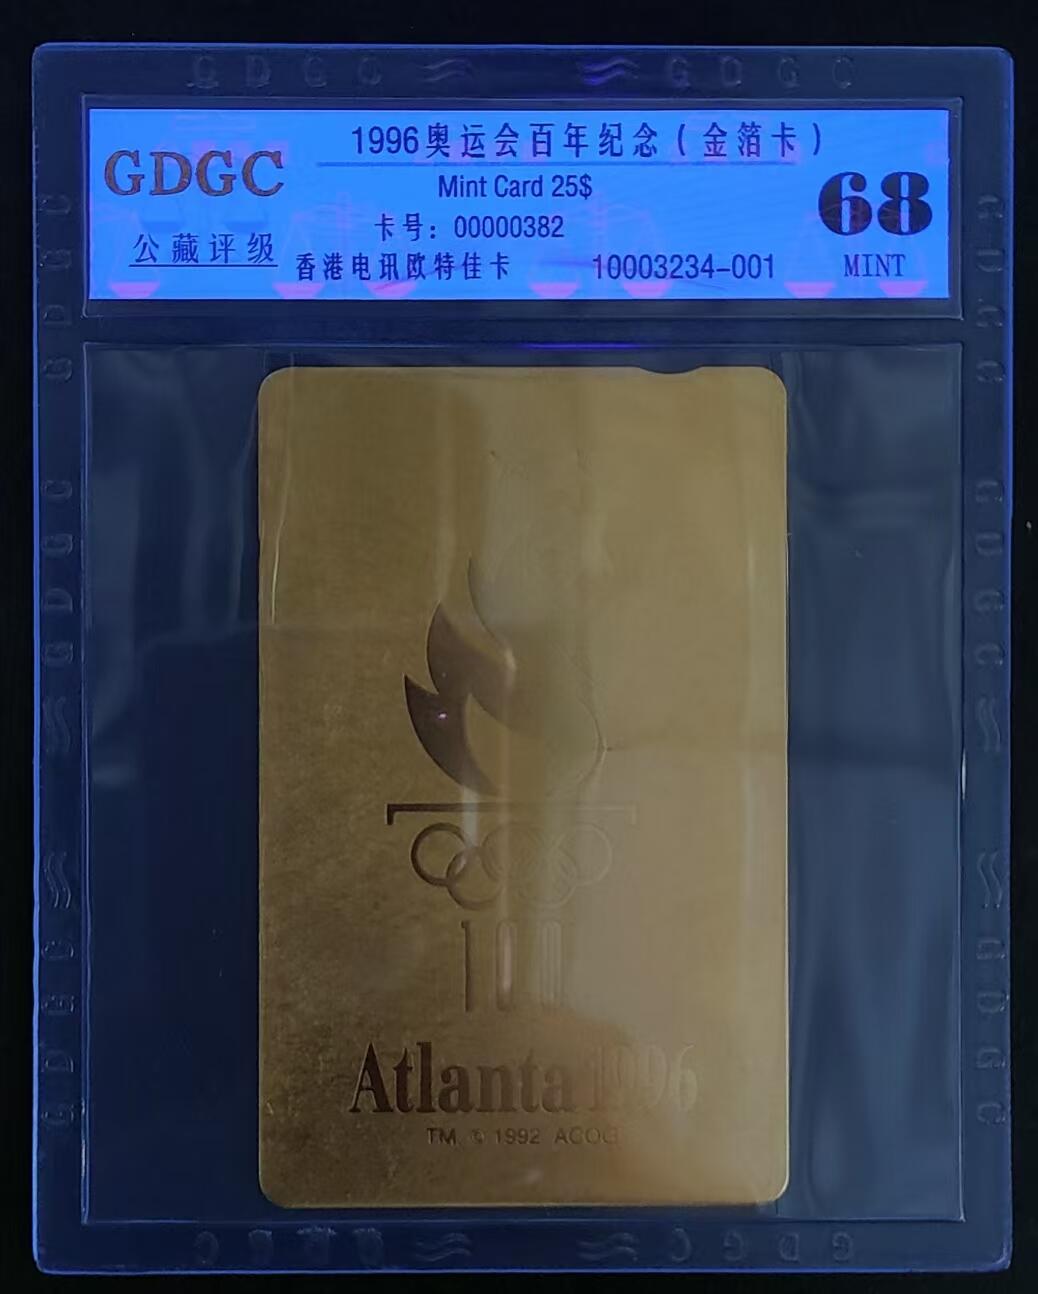 GDGC
公藏评级
1996奥运会百年纪念（金箔卡）
Mint Card 25$
卡号：00000382
香港电讯欧特佳卡 10003234-001
68
MINT
100
Atlanta 1996
TM. © 1992 ACOG